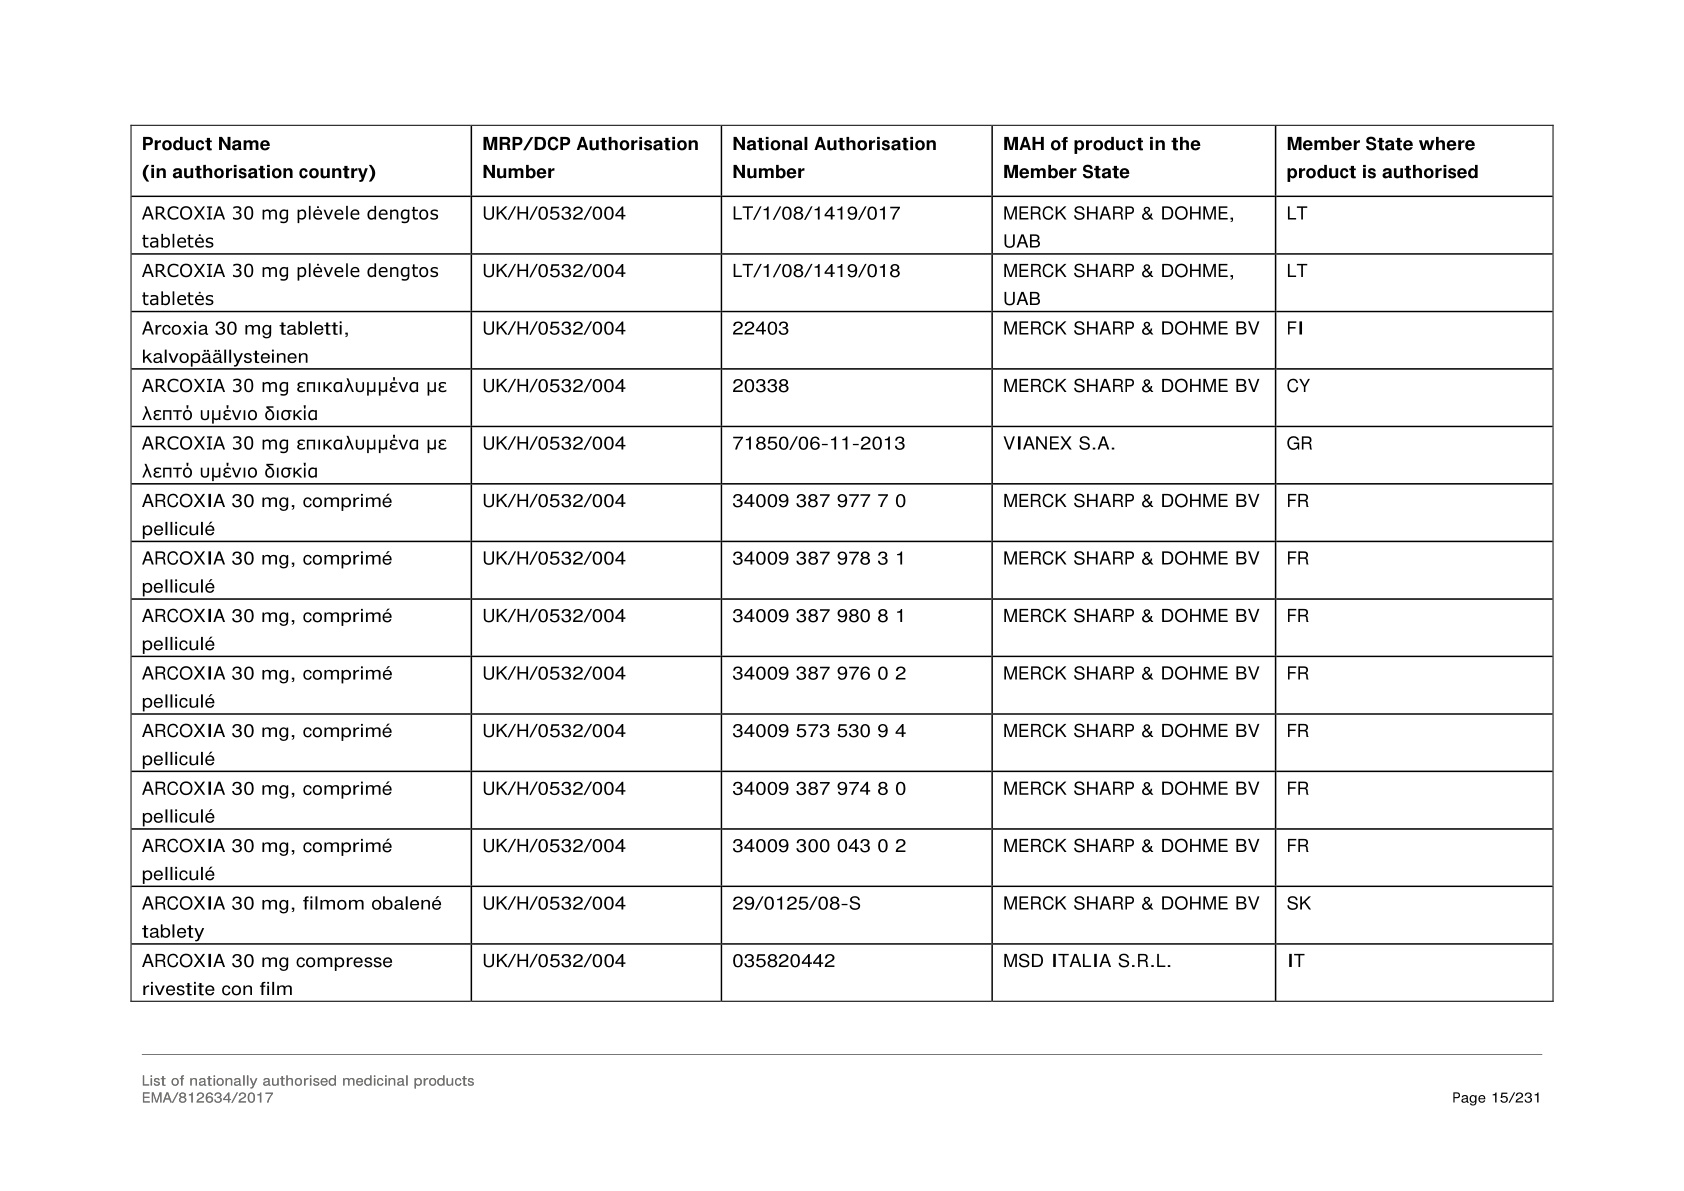 Product Name
(in authorisation country)
MRP/DCP Authorisation
Number
National Authorisation
Number
MAH of product in the
Member State
Member State where
product is authorised
ARCOXIA 30 mg plėvele dengtos
tabletės
UK/H/0532/004
LT/1/08/1419/017
MERCK SHARP & DOHME,
UAB
LT
ARCOXIA 30 mg plėvele dengtos
tabletės
UK/H/0532/004
LT/1/08/1419/018
MERCK SHARP & DOHME,
UAB
LT
Arcoxia 30 mg tabletti,
kalvopäällysteinen
UK/H/0532/004
22403
MERCK SHARP & DOHME BV
FI
ARCOXIA 30 mg επικαλυμμένα με
λεπτό υμένιο δισκία
UK/H/0532/004
20338
MERCK SHARP & DOHME BV
CY
ARCOXIA 30 mg επικαλυμμένα με
λεπτό υμένιο δισκία
UK/H/0532/004
71850/06-11-2013
VIANEX S.A.
GR
ARCOXIA 30 mg, comprimé
pelliculé
UK/H/0532/004
34009 387 977 7 0
MERCK SHARP & DOHME BV
FR
ARCOXIA 30 mg, comprimé
pelliculé
UK/H/0532/004
34009 387 978 3 1
MERCK SHARP & DOHME BV
FR
ARCOXIA 30 mg, comprimé
pelliculé
UK/H/0532/004
34009 387 980 8 1
MERCK SHARP & DOHME BV
FR
ARCOXIA 30 mg, comprimé
pelliculé
UK/H/0532/004
34009 387 976 0 2
MERCK SHARP & DOHME BV
FR
ARCOXIA 30 mg, comprimé
pelliculé
UK/H/0532/004
34009 573 530 9 4
MERCK SHARP & DOHME BV
FR
ARCOXIA 30 mg, comprimé
pelliculé
UK/H/0532/004
34009 387 974 8 0
MERCK SHARP & DOHME BV
FR
ARCOXIA 30 mg, comprimé
pelliculé
UK/H/0532/004
34009 300 043 0 2
MERCK SHARP & DOHME BV
FR
ARCOXIA 30 mg, filmom obalené
tablety
UK/H/0532/004
29/0125/08-S
MERCK SHARP & DOHME BV
SK
ARCOXIA 30 mg compresse
rivestite con film
UK/H/0532/004
035820442
MSD ITALIA S.R.L.
IT
List of nationally authorised medicinal products
EMA/812634/2017
Page 15/231